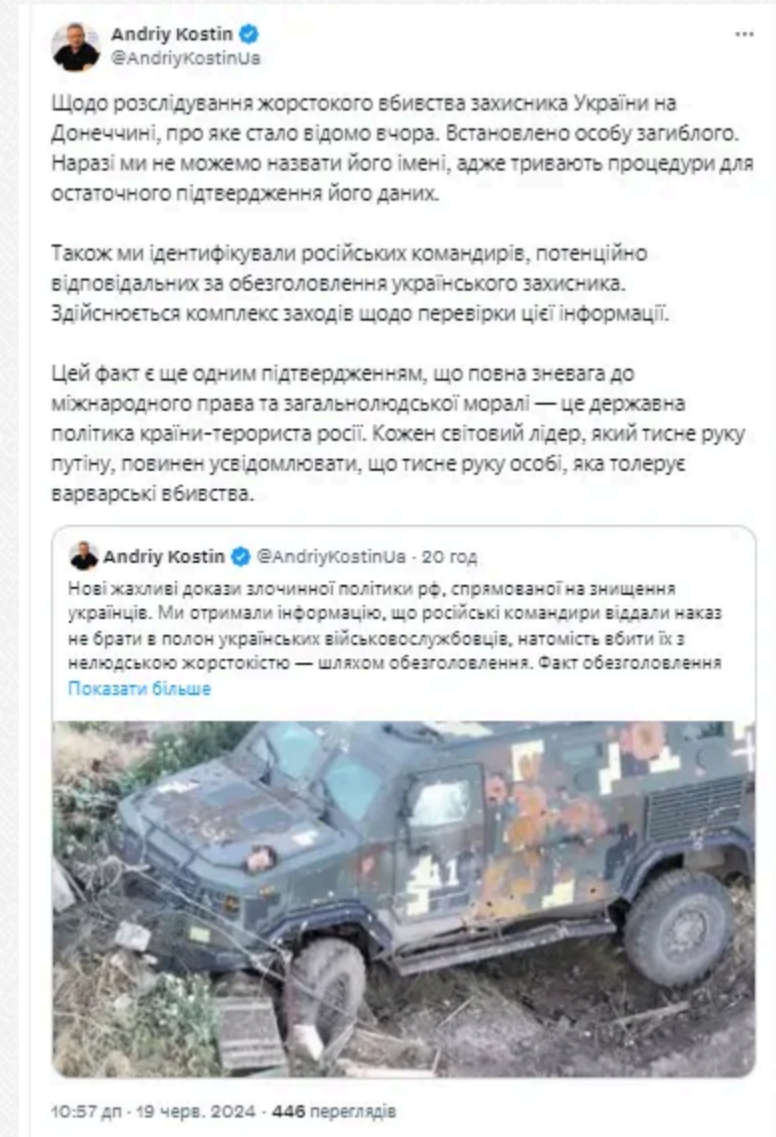 Andriy Kostin
@AndriyKostinUa
Щодо розслідування жорстокого вбивства захисника України на
Донеччині, про яке стало відомо вчора. Встановлено особу загиблого.
Наразі ми не можемо назвати його імені, адже тривають процедури для
остаточного підтвердження його даних.
Також ми ідентифікували російських командирів, потенційно
відповідальних за обезголовлення українського захисника.
Здійснюється комплекс заходів щодо перевірки цієї інформації.
Цей факт є ще одним підтвердженням, що повна зневага до
міжнародного права та загальнолюдської моралі — це державна
політика країни-терориста росії. Кожен світовий лідер, який тисне руку
путіну, повинен усвідомлювати, що тисне руку особі, яка толерує
варварські вбивства.
Andriy Kostin @AndriyKostinUa · 20 год
Нові жахливі докази злочинної політики рф, спрямованої на знищення
українців. Ми отримали інформацію, що російські командири віддали наказ
не брати в полон українських військовослужбовців, натомість вбити їх з
нелюдською жорстокістю — шляхом обезголовлення. Факт обезголовлення
Показати більше
10:57 дп · 19 черв. 2024 · 446 переглядів